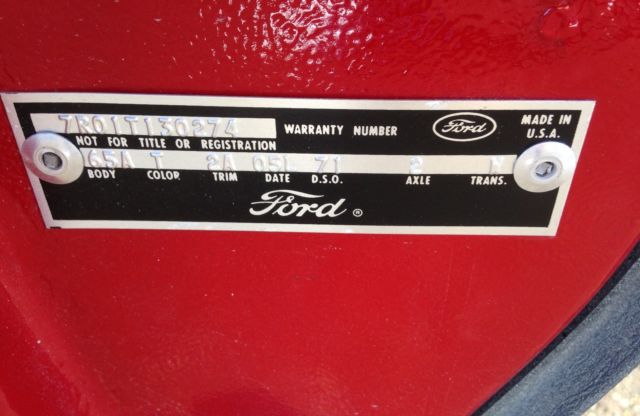 7R01T130274 WARRANTY NUMBER Ford MADE IN U.S.A.
NOT FOR TITLE OR REGISTRATION
65A T 2A 05L 71 2
BODY COLOR TRIM DATE D.S.O. AXLE TRANS.
Ford ®